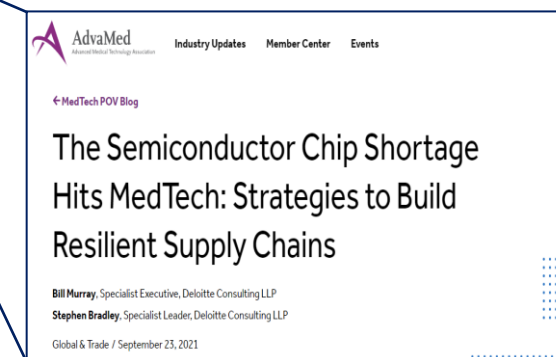 AdvaMed
Advanced Medical Technology Association
Industry Updates Member Center Events
← MedTech POV Blog
The Semiconductor Chip Shortage
Hits MedTech: Strategies to Build
Resilient Supply Chains
Bill Murray, Specialist Executive, Deloitte Consulting LLP
Stephen Bradley, Specialist Leader, Deloitte Consulting LLP
Global & Trade / September 23, 2021